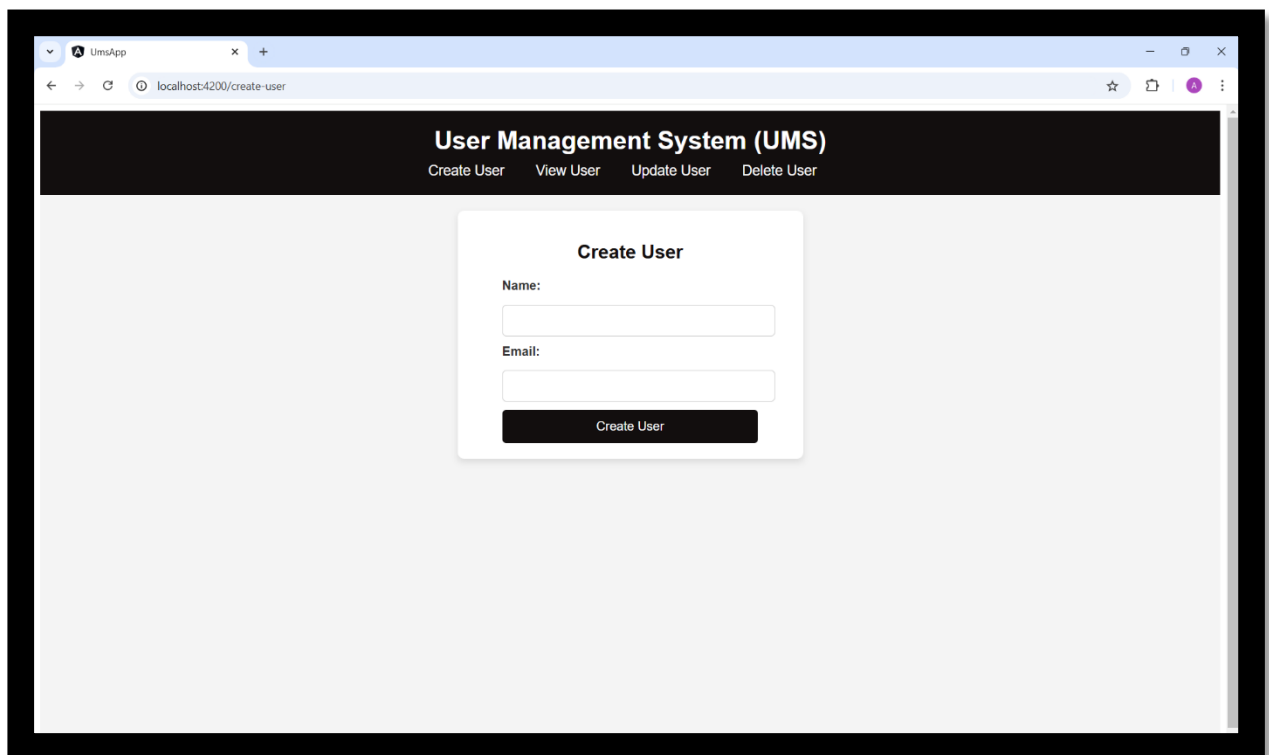 UmsApp
localhost:4200/create-user
A
User Management System (UMS)
Create User View User Update User Delete User
Create User
Name:
Email:
Create User